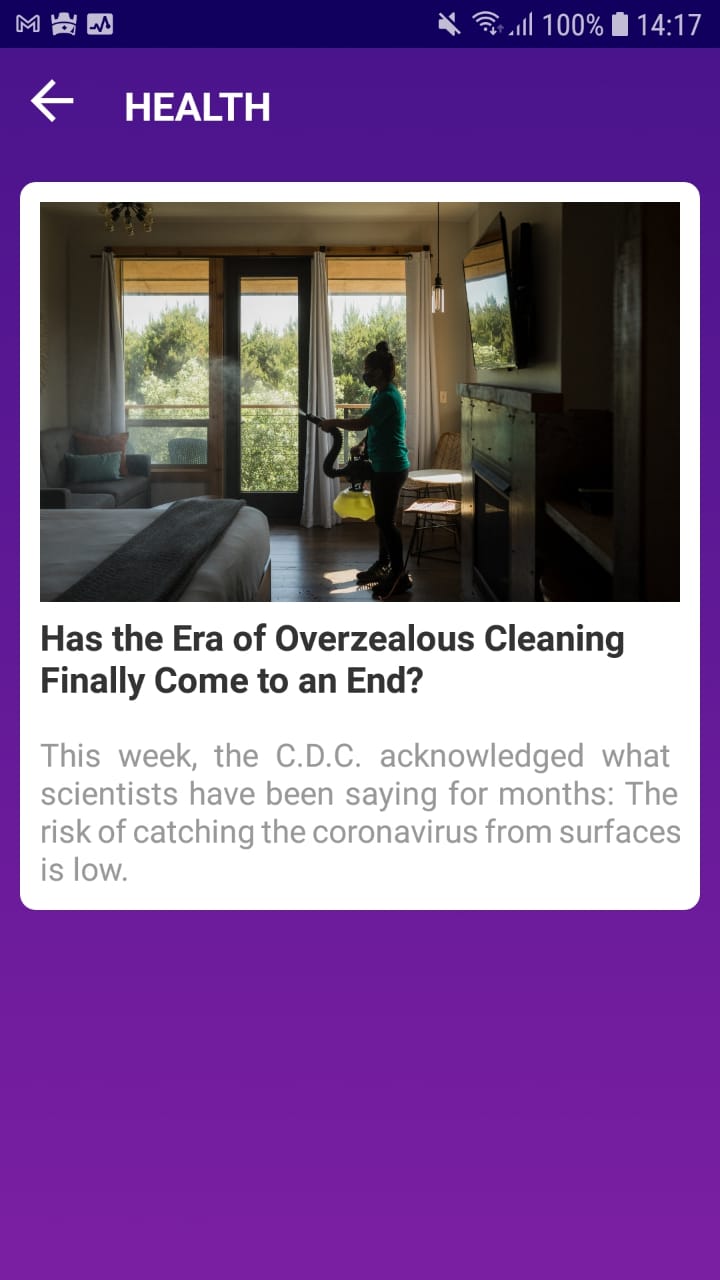 100% 14:17
HEALTH
Has the Era of Overzealous Cleaning
Finally Come to an End?
This week, the C.D.C. acknowledged what
scientists have been saying for months: The
risk of catching the coronavirus from surfaces
is low.